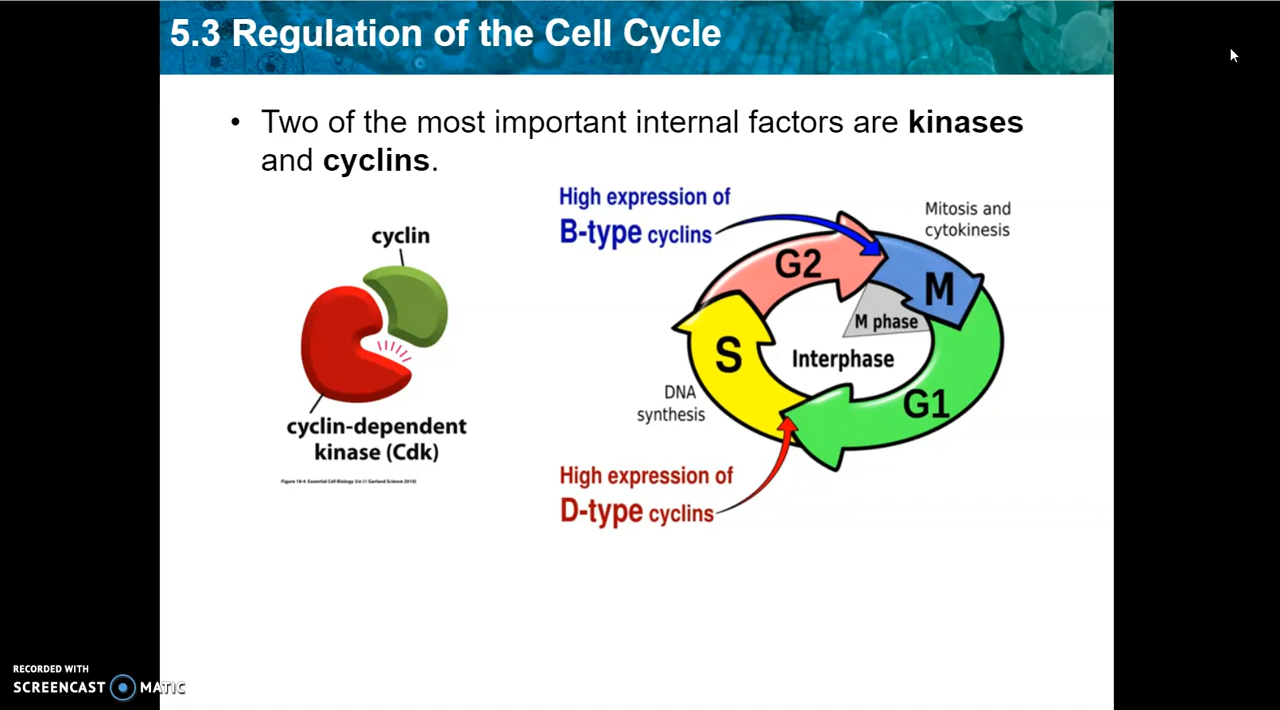 5.3 Regulation of the Cell Cycle
• Two of the most important internal factors are kinases
and cyclins.
cyclin
cyclin-dependent
kinase (Cdk)
Figure 18-4 Essential Cell Biology 3/e (© Garland Science 2010)
High expression of
B-type cyclins
Mitosis and
cytokinesis
G2
M
M phase
S
Interphase
DNA
synthesis
G1
High expression of
D-type cyclins
RECORDED WITH
SCREENCAST MATIC